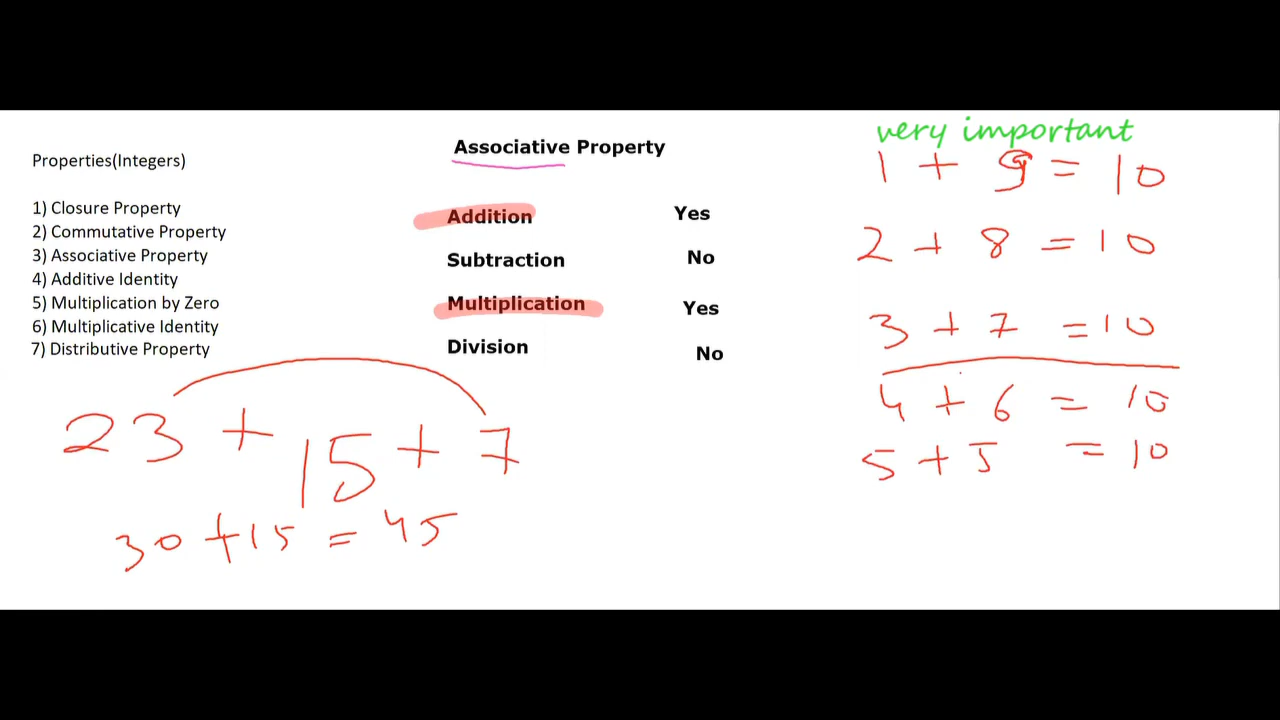 Properties(Integers)
1) Closure Property
2) Commutative Property
3) Associative Property
4) Additive Identity
5) Multiplication by Zero
6) Multiplicative Identity
7) Distributive Property
Associative Property
Addition Yes
Subtraction No
Multiplication Yes
Division No
23 + 15 + 7
30 + 15 = 45
very important
1 + 9 = 10
2 + 8 = 10
3 + 7 = 10
4 + 6 = 10
5 + 5 = 10